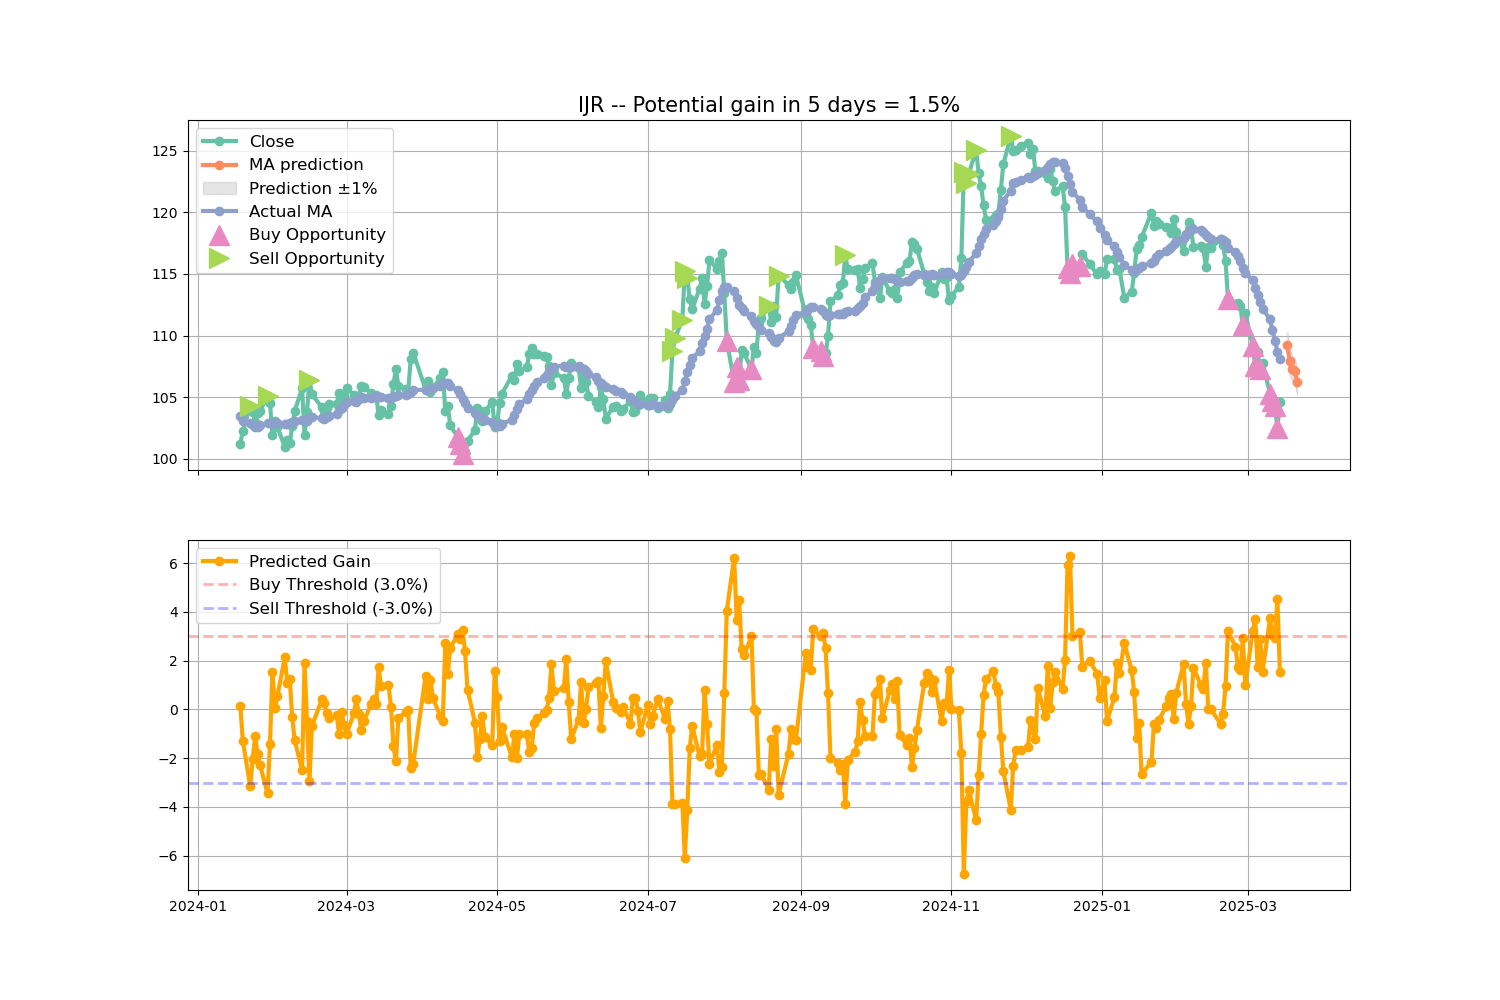 IJR -- Potential gain in 5 days = 1.5%
Close
MA prediction
Prediction ±1%
Actual MA
Buy Opportunity
Sell Opportunity
125
120
115
110
105
100
Predicted Gain
Buy Threshold (3.0%)
Sell Threshold (-3.0%)
6
4
2
0
−2
−4
−6
2024-01 2024-03 2024-05 2024-07 2024-09 2024-11 2025-01 2025-03